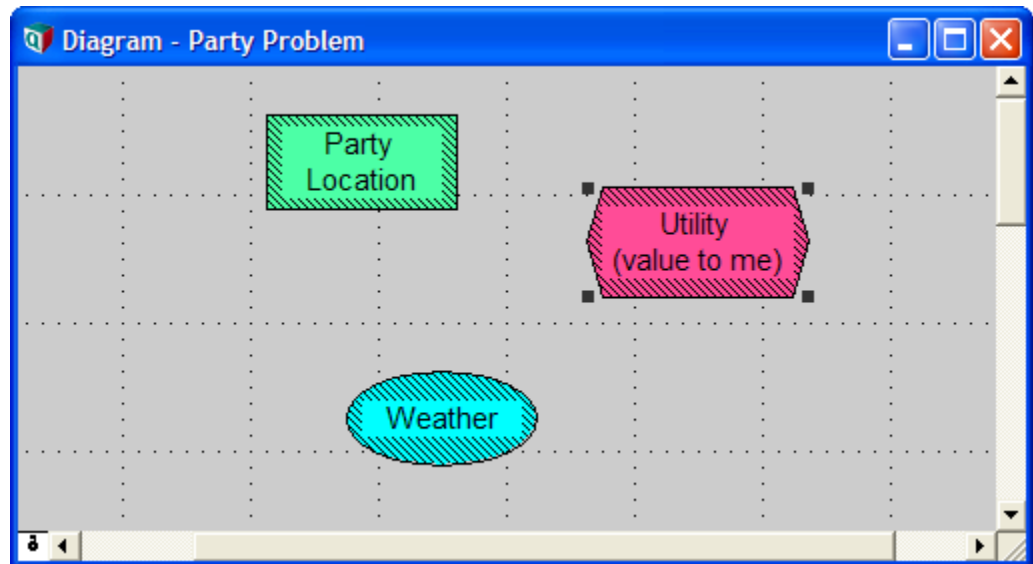 Diagram - Party Problem
Party
Location
Utility
(value to me)
Weather